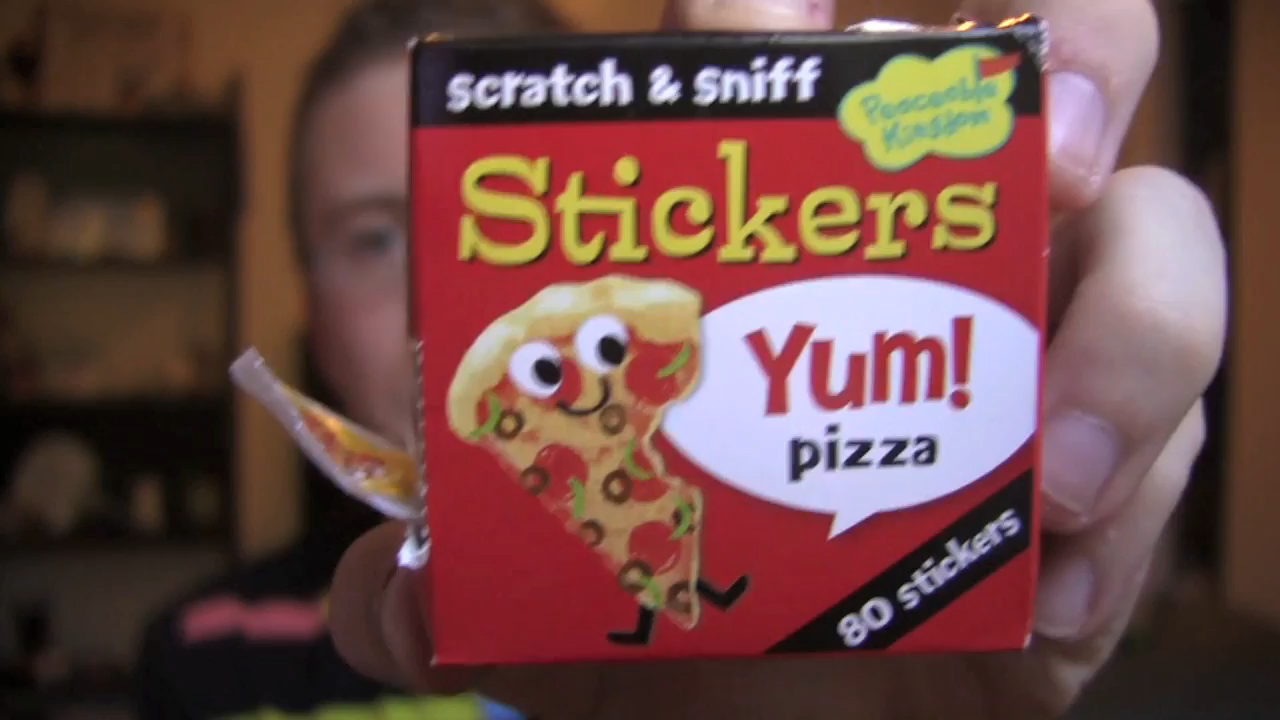 scratch & sniff
Peaceable
Kingdom
Stickers
Yum!
pizza
80 stickers